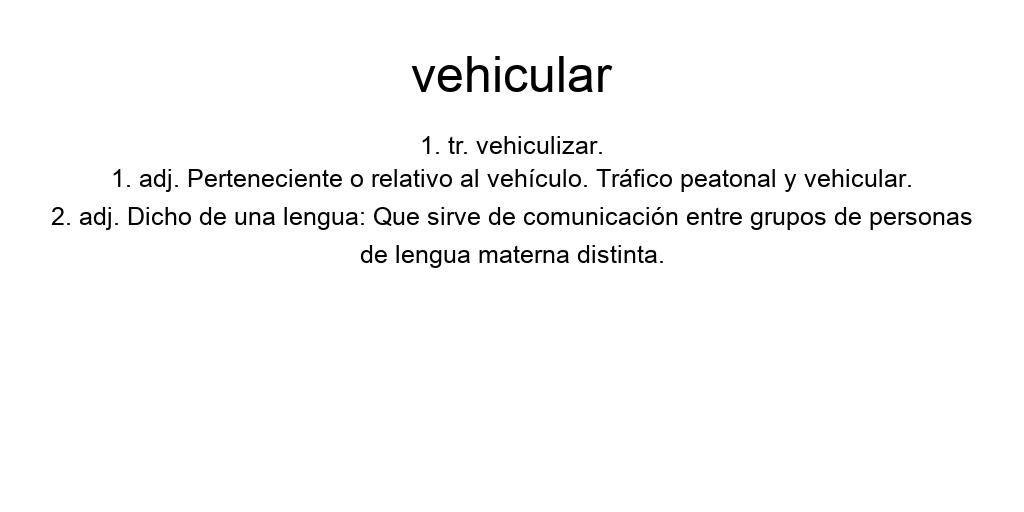 vehicular
1. tr. vehiculizar.
1. adj. Perteneciente o relativo al vehículo. Tráfico peatonal y vehicular.
2. adj. Dicho de una lengua: Que sirve de comunicación entre grupos de personas
de lengua materna distinta.